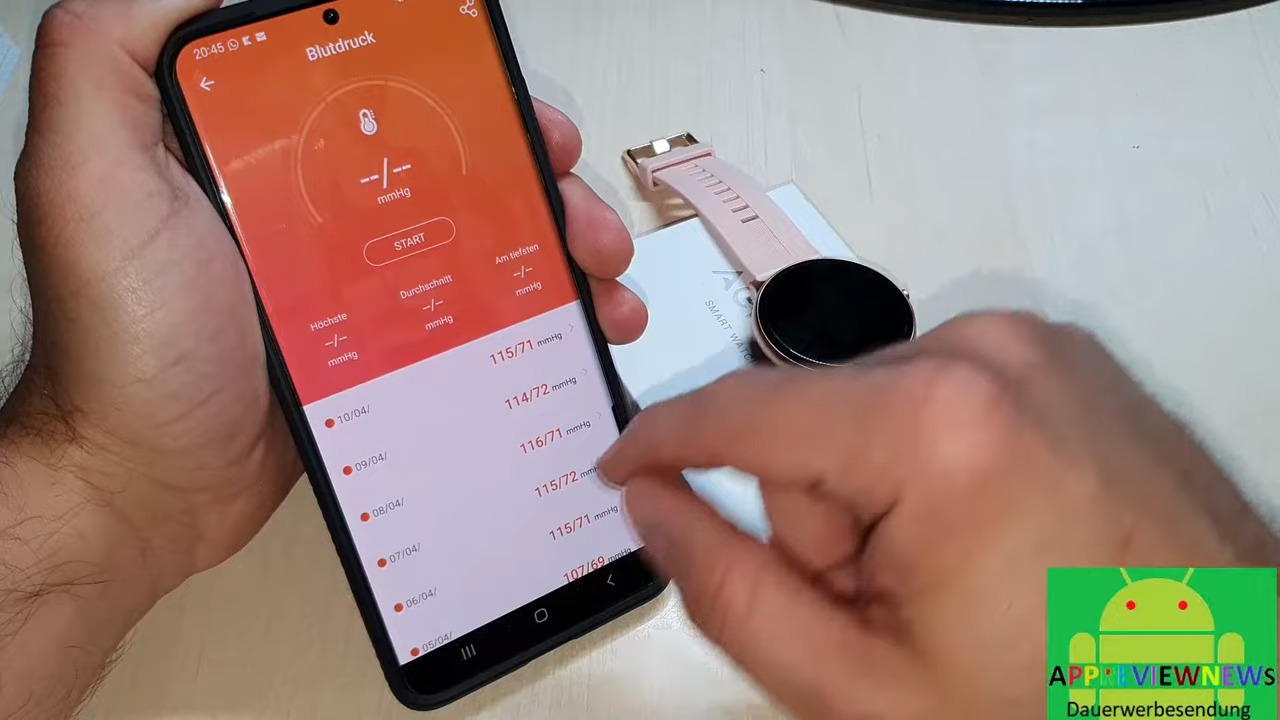 20:45
Blutdruck
--/--
mmHg
START
Höchste
Durchschnitt
Am tiefsten
--/--
--/--
--/--
mmHg
mmHg
mmHg
10/04/ 115/71 mmHg
09/04/ 114/72 mmHg
08/04/ 116/71 mmHg
07/04/ 115/72 mmHg
06/04/ 115/71 mmHg
05/04/ 107/69 mmHg
SMART WATCH
APPREVIEWNEWs
Dauerwerbesendung